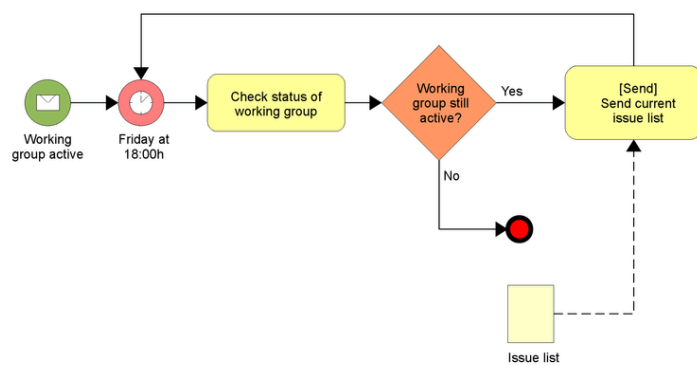 Working
group active
Friday at
18:00h
Check status of
working group
Working
group still
active?
Yes
No
[Send]
Send current
issue list
Issue list